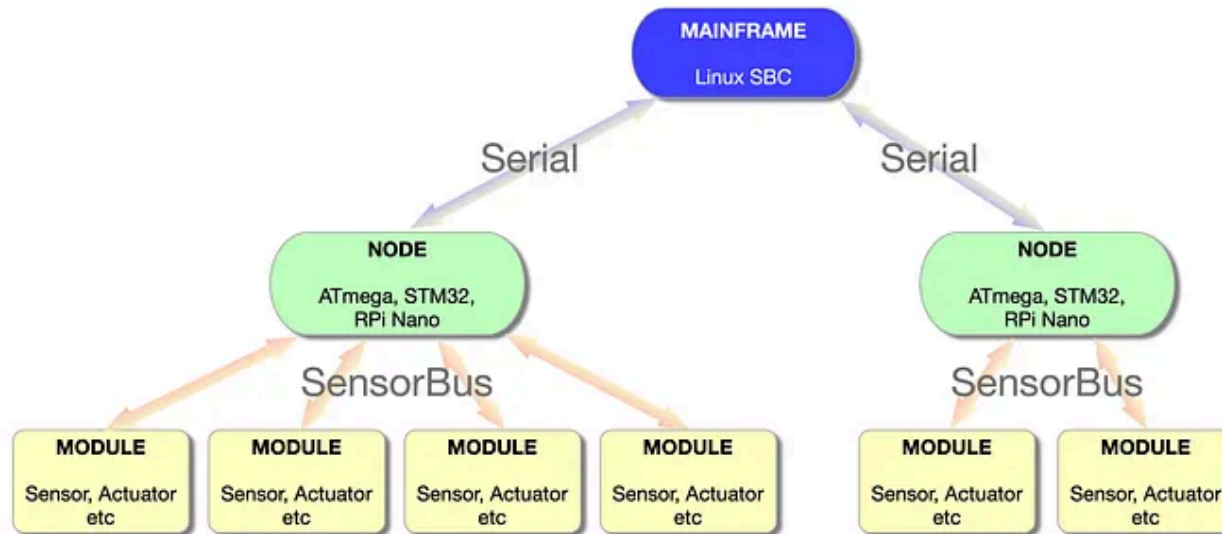 MAINFRAME
Linux SBC
Serial
Serial
NODE
ATmega, STM32,
RPi Nano
NODE
ATmega, STM32,
RPi Nano
SensorBus
SensorBus
MODULE
Sensor, Actuator
etc
MODULE
Sensor, Actuator
etc
MODULE
Sensor, Actuator
etc
MODULE
Sensor, Actuator
etc
MODULE
Sensor, Actuator
etc
MODULE
Sensor, Actuator
etc